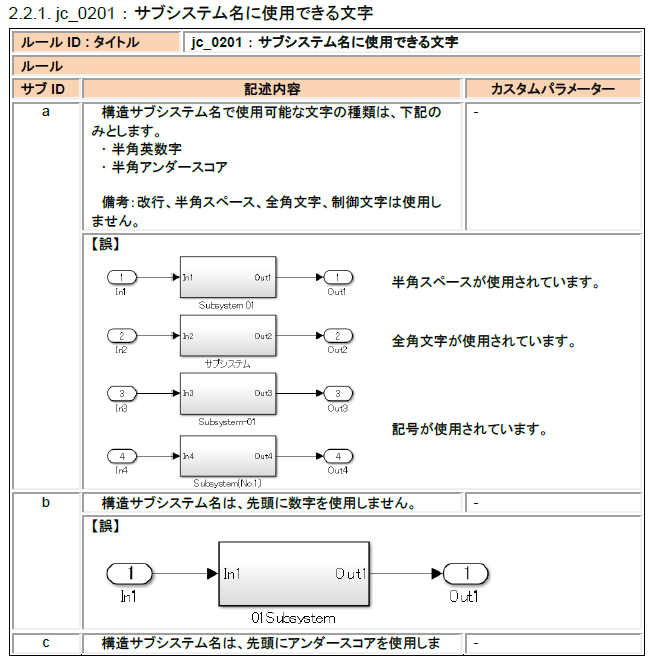 2.2.1. jc_0201：サブシステム名に使用できる文字
ルール ID：タイトル
jc_0201：サブシステム名に使用できる文字
ルール
サブ ID
記述内容
カスタムパラメーター
a
構造サブシステム名で使用可能な文字の種類は、下記の
-
みとします。
・半角英数字
・半角アンダースコア
備考：改行、半角スペース、全角文字、制御文字は使用し
ません。
【誤】
1
In1
Out1
1
In1
Subsystem 01
Out1
半角スペースが使用されています。
2
In2
Out2
2
In2
サブシステム
Out2
全角文字が使用されています。
3
In3
Out3
3
In3
Subsystem-01
Out3
記号が使用されています。
4
In4
Out4
4
In4
Subsystem(No.1)
Out4
b
構造サブシステム名は、先頭に数字を使用しません。
-
【誤】
1
In1
Out1
1
In1
01Subsystem
Out1
c
構造サブシステム名は、先頭にアンダースコアを使用しま
-